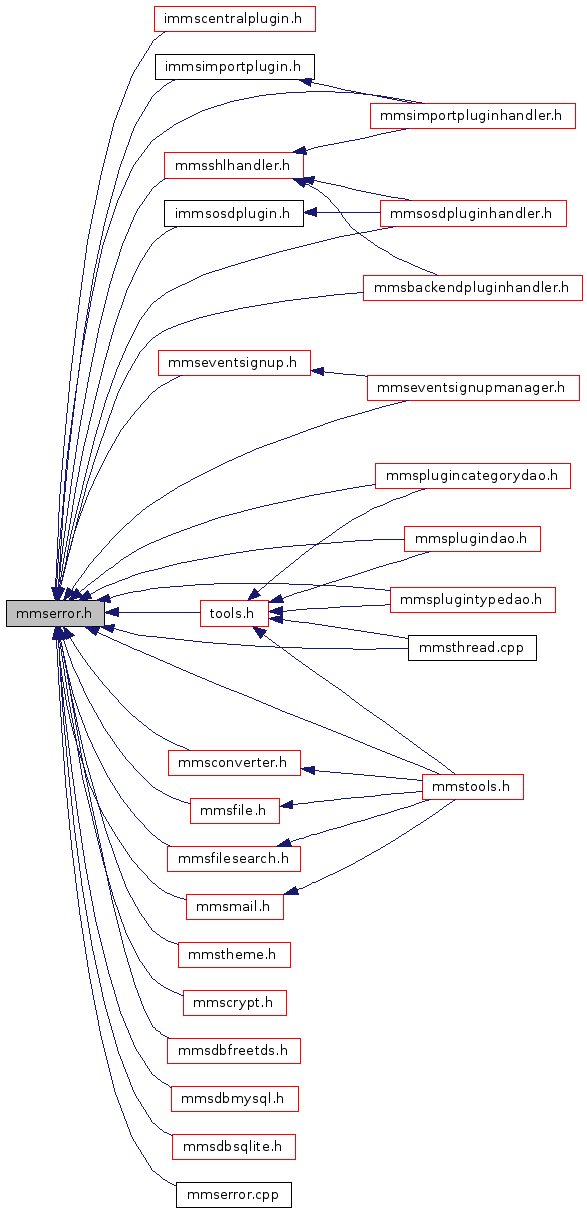 immscentralplugin.h
immsimportplugin.h
mmsimportpluginhandler.h
mmsshlhandler.h
immsosdplugin.h
mmsosdpluginhandler.h
mmsbackendpluginhandler.h
mmseventsignup.h
mmseventsignupmanager.h
mmsplugincategorydao.h
mmsplugindao.h
mmsplugintypedao.h
mmserror.h
tools.h
mmsthread.cpp
mmsconverter.h
mmstools.h
mmsfile.h
mmsfilesearch.h
mmsmail.h
mmstheme.h
mmscrypt.h
mmsdbfreetds.h
mmsdbmysql.h
mmsdbsqlite.h
mmserror.cpp